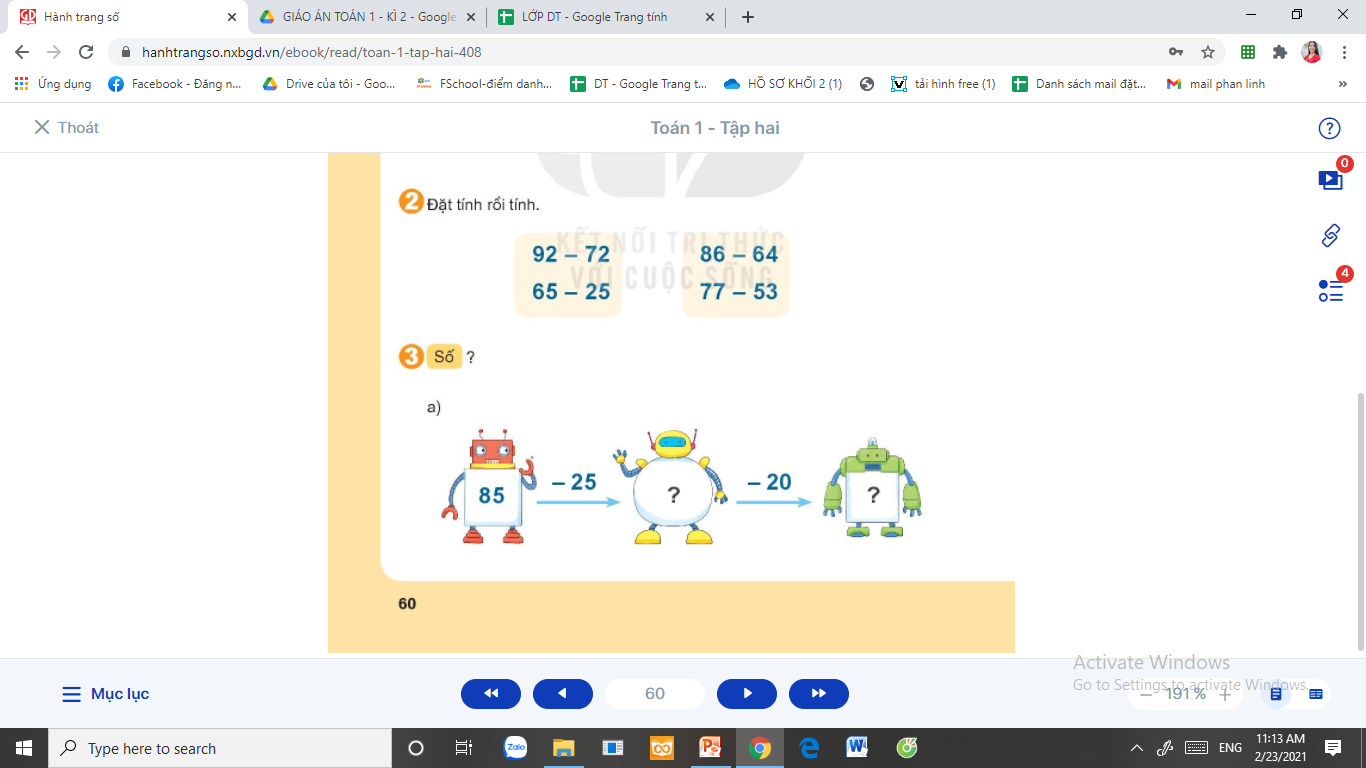 Hành trang số
GIÁO ÁN TOÁN 1 - KÌ 2 - Google
LỚP DT - Google Trang tính
hanhtrangso.nxbgd.vn/ebook/read/toan-1-tap-hai-408
Ứng dụng
Facebook - Đăng n...
Drive của tôi - Goo...
FSchool-điểm danh...
DT - Google Trang t...
HỒ SƠ KHỐI 2 (1)
tải hình free (1)
Danh sách mail đặt...
mail phan linh
»
Thoát
Toán 1 - Tập hai
?
0
4
2 Đặt tính rồi tính.
KẾT NỐI TRI THỨC
VỚI CUỘC SỐNG
92 – 72
86 – 64
65 – 25
77 – 53
3 Số ?
a)
85
– 25
?
– 20
?
60
Activate Windows
Go to Settings to activate Windows.
Mục lục
60
191 %
Type here to search
Zalo
ENG
11:13 AM
2/23/2021